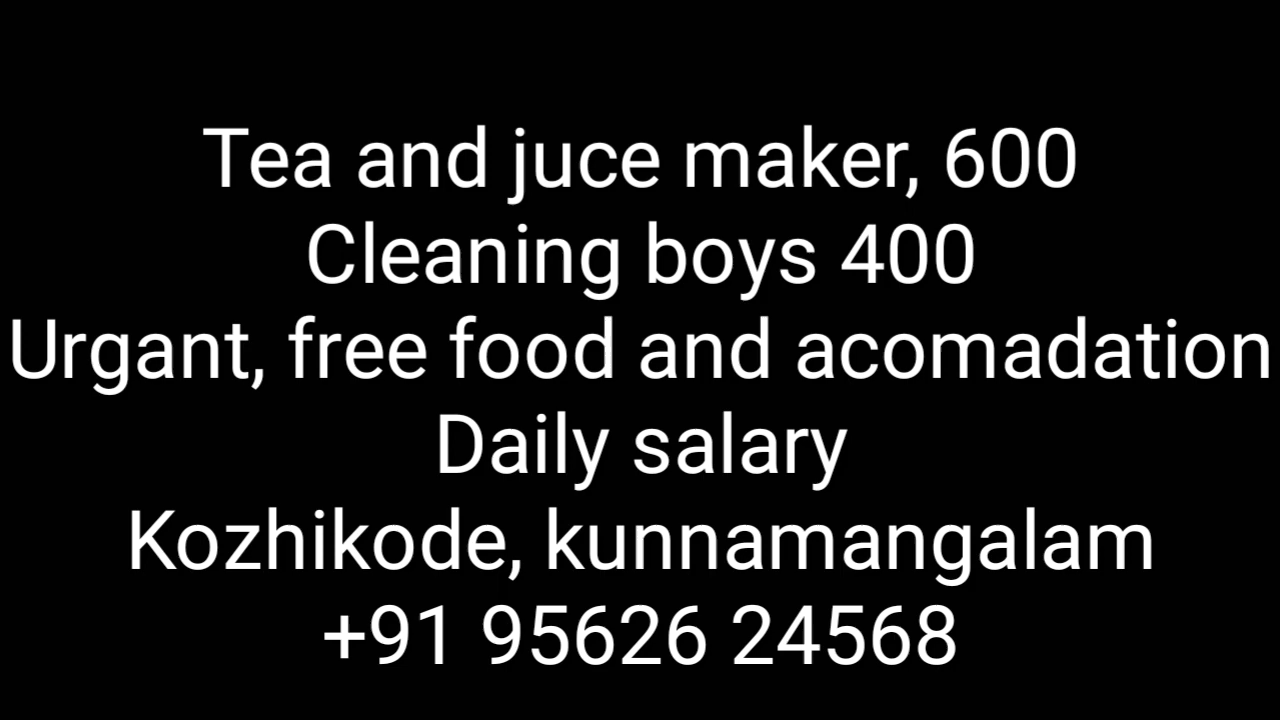 Tea and juce maker, 600
Cleaning boys 400
Urgant, free food and acomadation
Daily salary
Kozhikode, kunnamangalam
+91 95626 24568